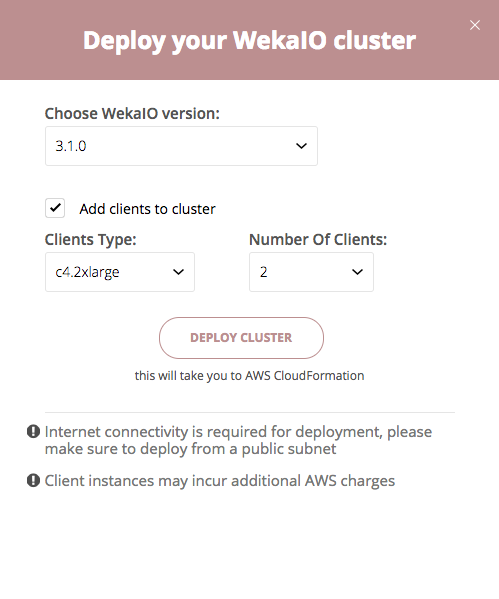 Deploy your WekaIO cluster
Choose WekaIO version:
3.1.0
Add clients to cluster
Clients Type:
Number Of Clients:
c4.2xlarge
2
DEPLOY CLUSTER
this will take you to AWS CloudFormation
Internet connectivity is required for deployment, please
make sure to deploy from a public subnet
Client instances may incur additional AWS charges